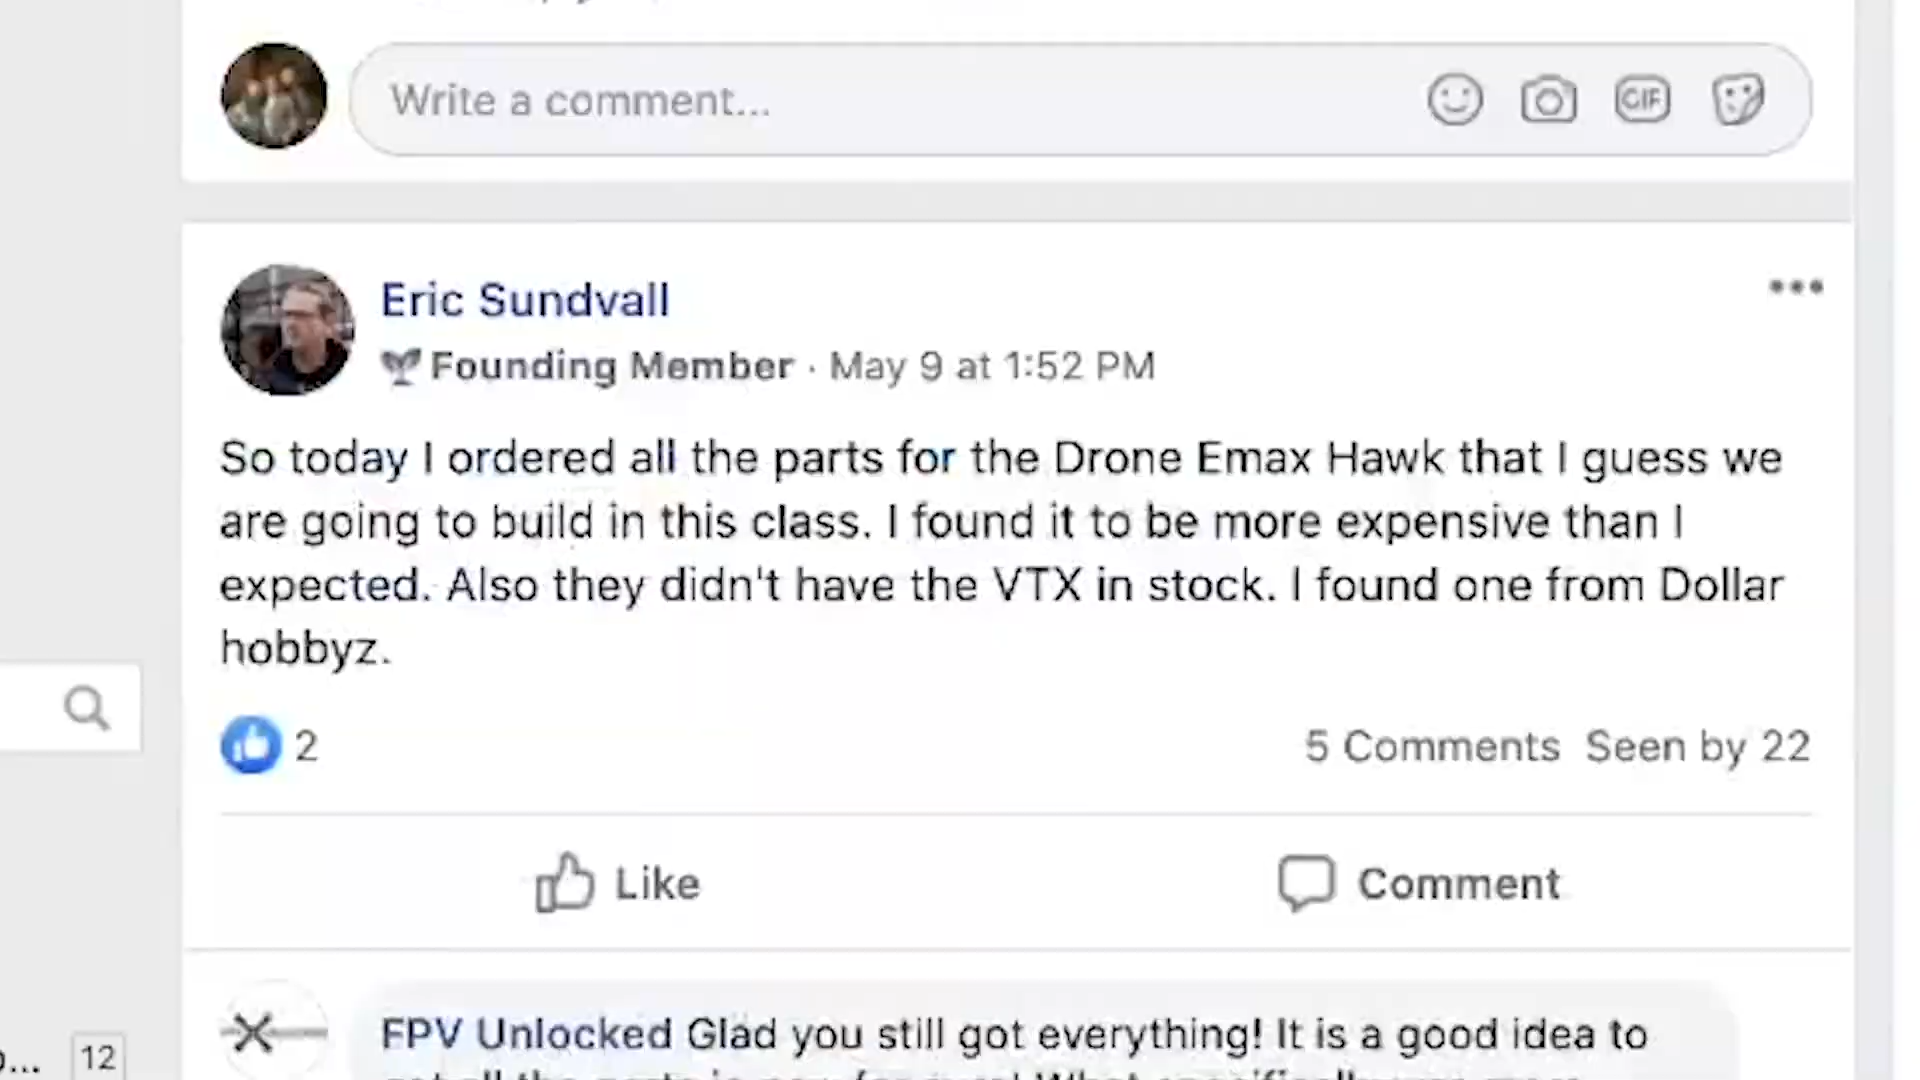 Write a comment...
GIF
Eric Sundvall
Founding Member · May 9 at 1:52 PM
So today I ordered all the parts for the Drone Emax Hawk that I guess we
are going to build in this class. I found it to be more expensive than I
expected. Also they didn't have the VTX in stock. I found one from Dollar
hobbyz.
2
5 Comments Seen by 22
Like
Comment
FPV Unlocked Glad you still got everything! It is a good idea to
12